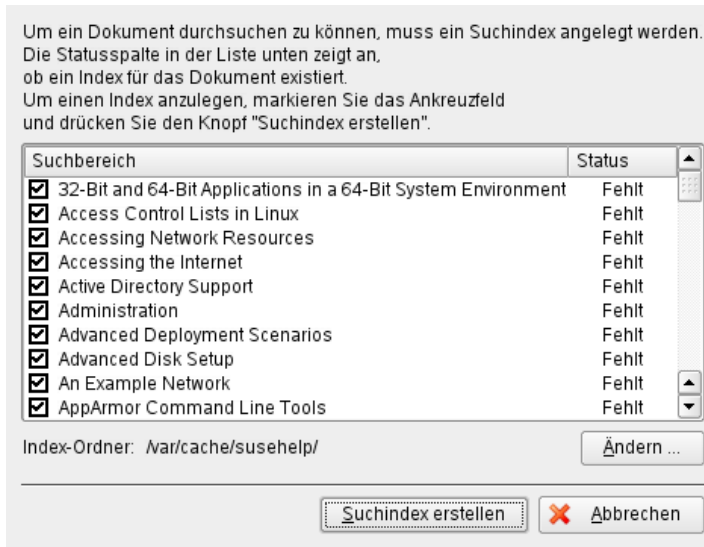 Um ein Dokument durchsuchen zu können, muss ein Suchindex angelegt werden.
Die Statusspalte in der Liste unten zeigt an,
ob ein Index für das Dokument existiert.
Um einen Index anzulegen, markieren Sie das Ankreuzfeld
und drücken Sie den Knopf "Suchindex erstellen".
Suchbereich Status
32-Bit and 64-Bit Applications in a 64-Bit System Environment Fehlt
Access Control Lists in Linux Fehlt
Accessing Network Resources Fehlt
Accessing the Internet Fehlt
Active Directory Support Fehlt
Administration Fehlt
Advanced Deployment Scenarios Fehlt
Advanced Disk Setup Fehlt
An Example Network Fehlt
AppArmor Command Line Tools Fehlt
Index-Ordner: /var/cache/susehelp/ Ändern ...
Suchindex erstellen Abbrechen